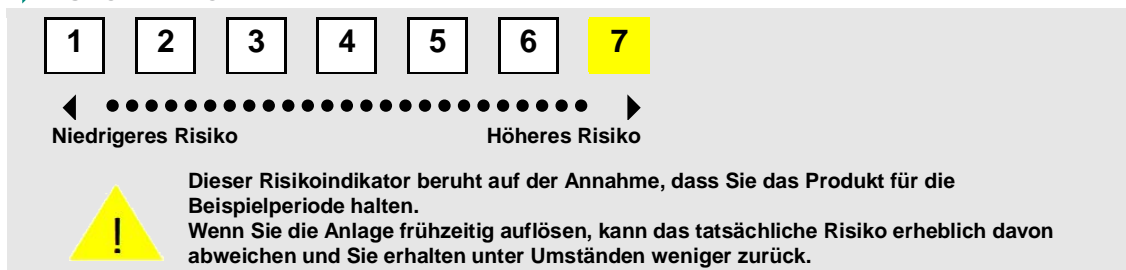 1 2 3 4 5 6 7
Niedrigeres Risiko Höheres Risiko
Dieser Risikoindikator beruht auf der Annahme, dass Sie das Produkt für die
Beispielperiode halten.
Wenn Sie die Anlage frühzeitig auflösen, kann das tatsächliche Risiko erheblich davon
abweichen und Sie erhalten unter Umständen weniger zurück.
!